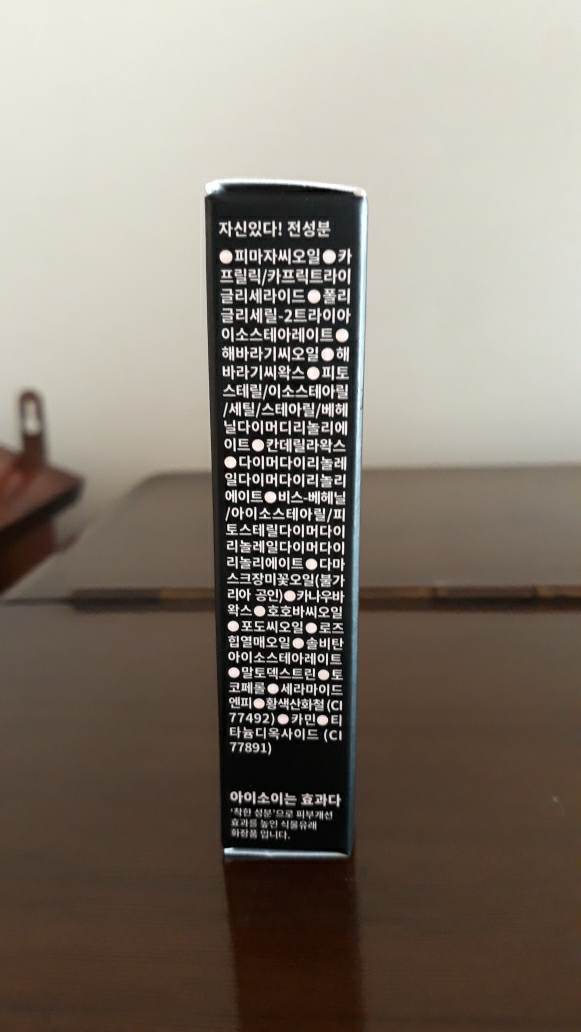 자신있다! 전성분
●피마자씨오일●카
프릴릭/카프릭트라이
글리세라이드●폴리
글리세릴-2트라이아
이소스테아레이트●
해바라기씨오일●해
바라기씨왁스●피토
스테릴/이소스테아릴
/세틸/스테아릴/베헤
닐다이머디리놀리에
이트●칸데릴라왁스
●다이머다이리놀레
일다이머다이리놀리
에이트●비스-베헤닐
/아이소스테아릴/피
토스테릴다이머다이
리놀레일다이머다이
리놀리에이트●다마
스크장미꽃오일(불가
리아 공인)●카나우바
왁스●호호바씨오일
●포도씨오일●로즈
힙열매오일●솔비탄
아이소스테아레이트
●말토덱스트린●토
코페롤●세라마이드
엔피●황색산화철(CI
77492)●카민●티
타늄디옥사이드 (CI
77891)
아이소이는 효과다
'착한 성분'으로 피부개선
효과를 높인 식물유래
화장품 입니다.